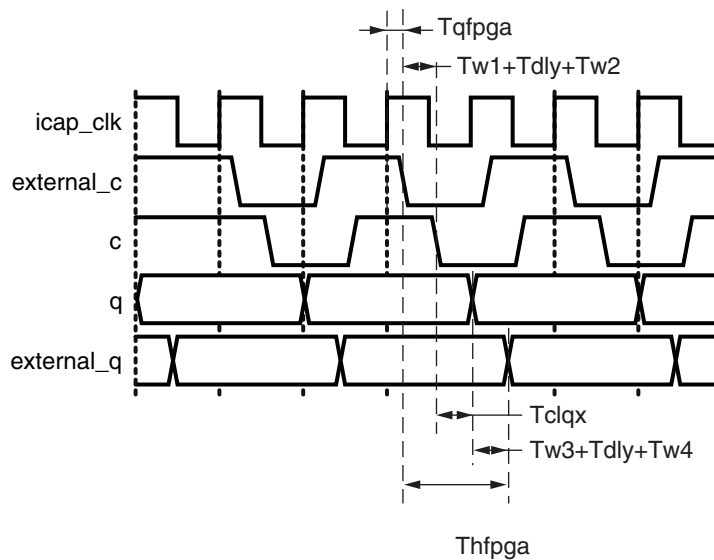 Tqfpga
Tw1+Tdly+Tw2
icap_clk
external_c
c
q
external_q
Tclqx
Tw3+Tdly+Tw4
Thfpga